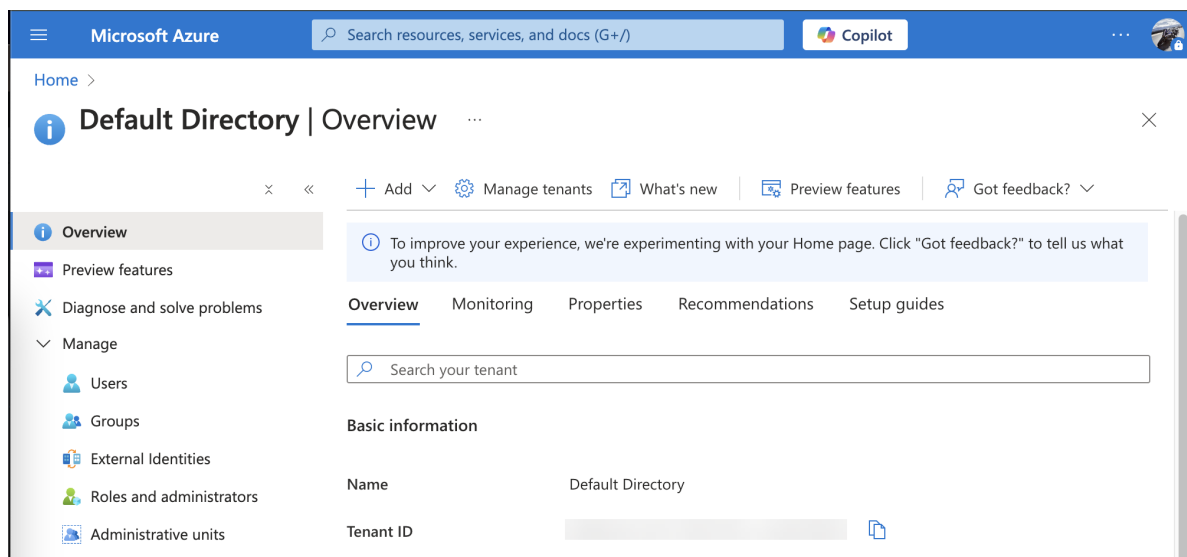 Microsoft Azure
Search resources, services, and docs (G+/)
Copilot
Home >
Default Directory | Overview
Add
Manage tenants
What's new
Preview features
Got feedback?
Overview
Preview features
Diagnose and solve problems
Manage
Users
Groups
External Identities
Roles and administrators
Administrative units
To improve your experience, we're experimenting with your Home page. Click "Got feedback?" to tell us what
you think.
Overview
Monitoring
Properties
Recommendations
Setup guides
Search your tenant
Basic information
Name
Default Directory
Tenant ID